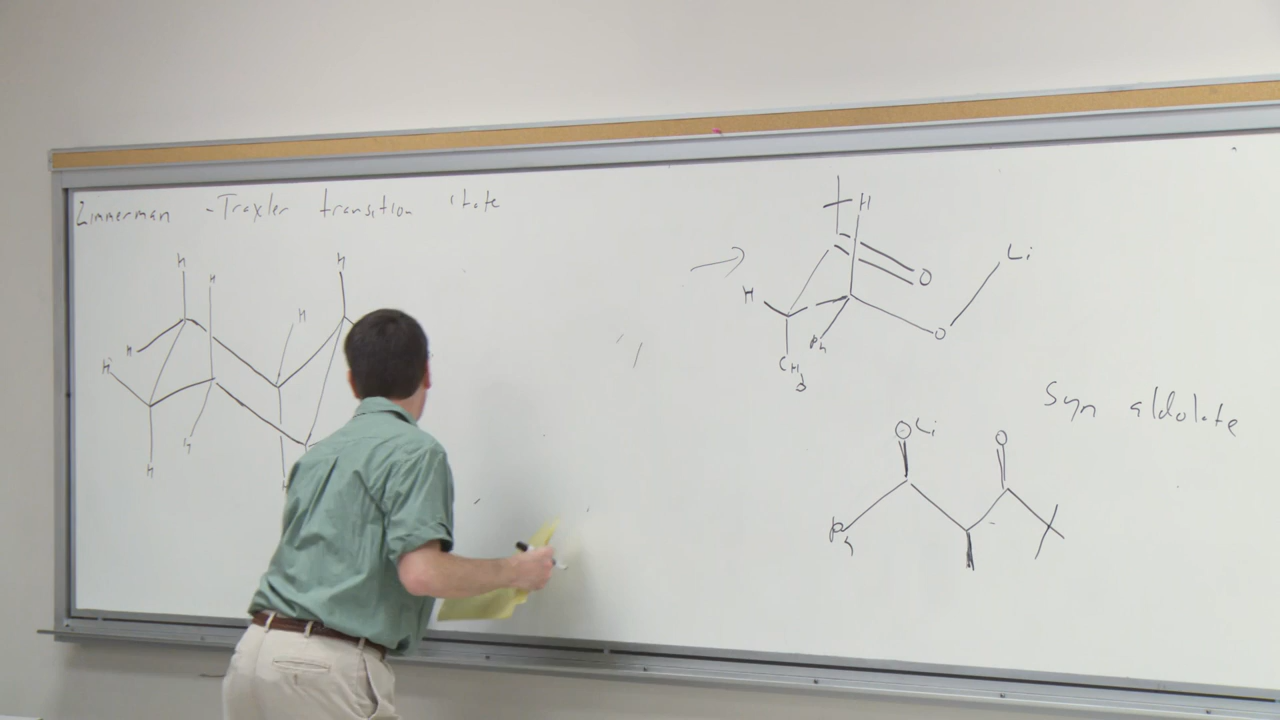 Zimmerman - Traxler transition state
H
H
H
H
H
H
H
H
H
H
O
Li
H
Ph
O
CH3
Syn aldolate
OLi
O
Ph